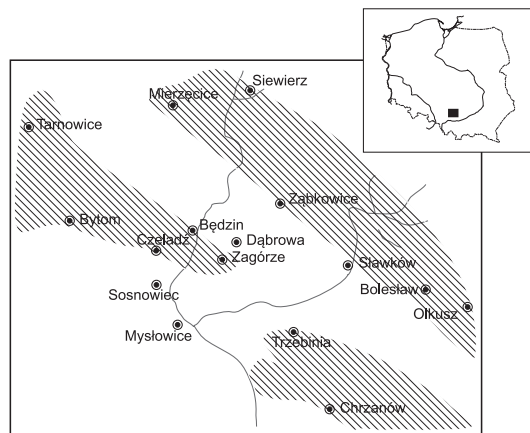 Siewierz
Mierzęcice
Tarnowice
Ząbkowice
Bytom
Będzin
Czeladź
Dąbrowa
Zagórze
Sławków
Sosnowiec
Bolesław
Olkusz
Mysłowice
Trzebinia
Chrzanów